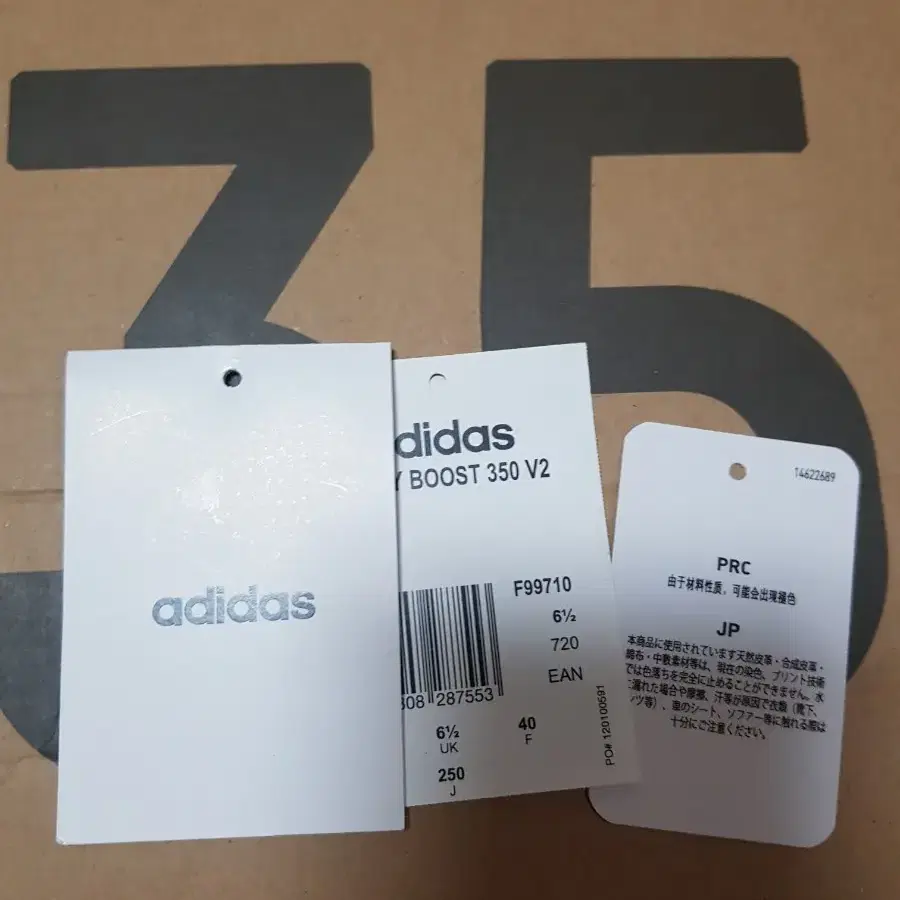 35
adidas
didas
Y BOOST 350 V2
F99710
6½
720
EAN
808 287553
6½
UK
40
F
250
J
PO# 120100591
14622689
PRC
由于材料性质，可能会出现褪色
JP
本商品に使用されています天然皮革・合成皮革・
綿布・中敷素材等は、現在の染色、プリント技術
では色落ちを完全に止めることができません。水
に濡れた場合や摩擦、汗等が原因で衣類（靴下、
ンツ等）、車のシート、ソファー等に触れる際は
十分にご注意ください。